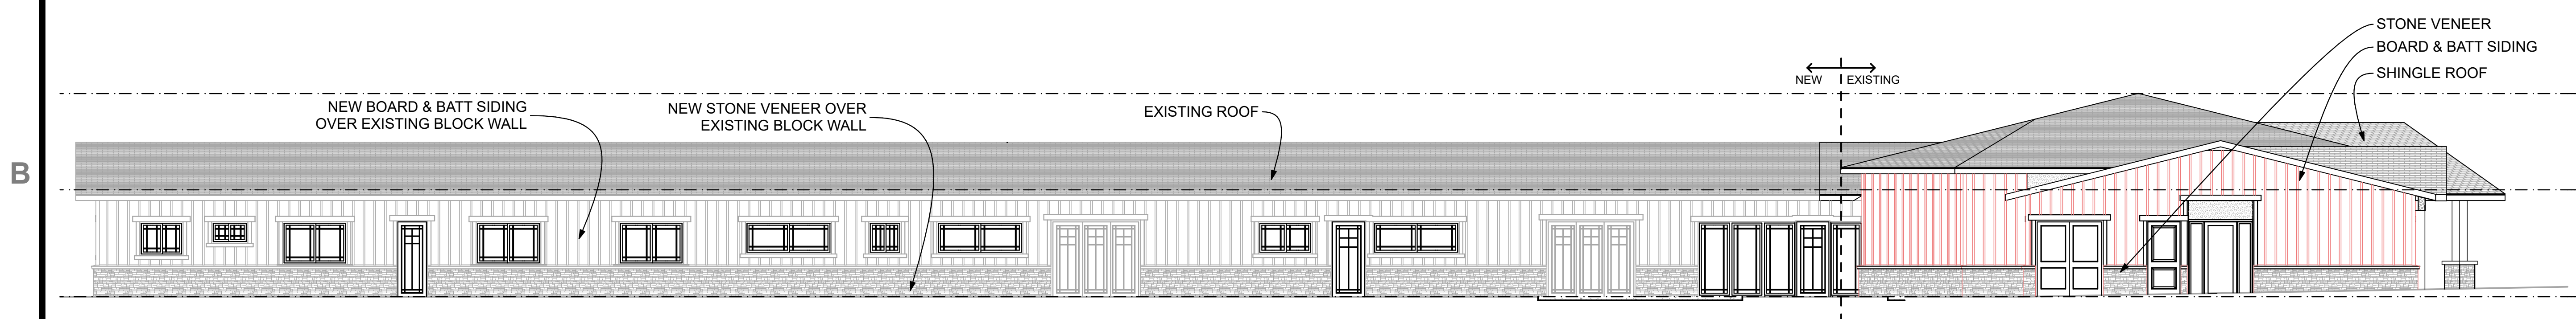 STONE VENEER
BOARD & BATT SIDING
SHINGLE ROOF
NEW
EXISTING
NEW BOARD & BATT SIDING
OVER EXISTING BLOCK WALL
NEW STONE VENEER OVER
EXISTING BLOCK WALL
EXISTING ROOF
B